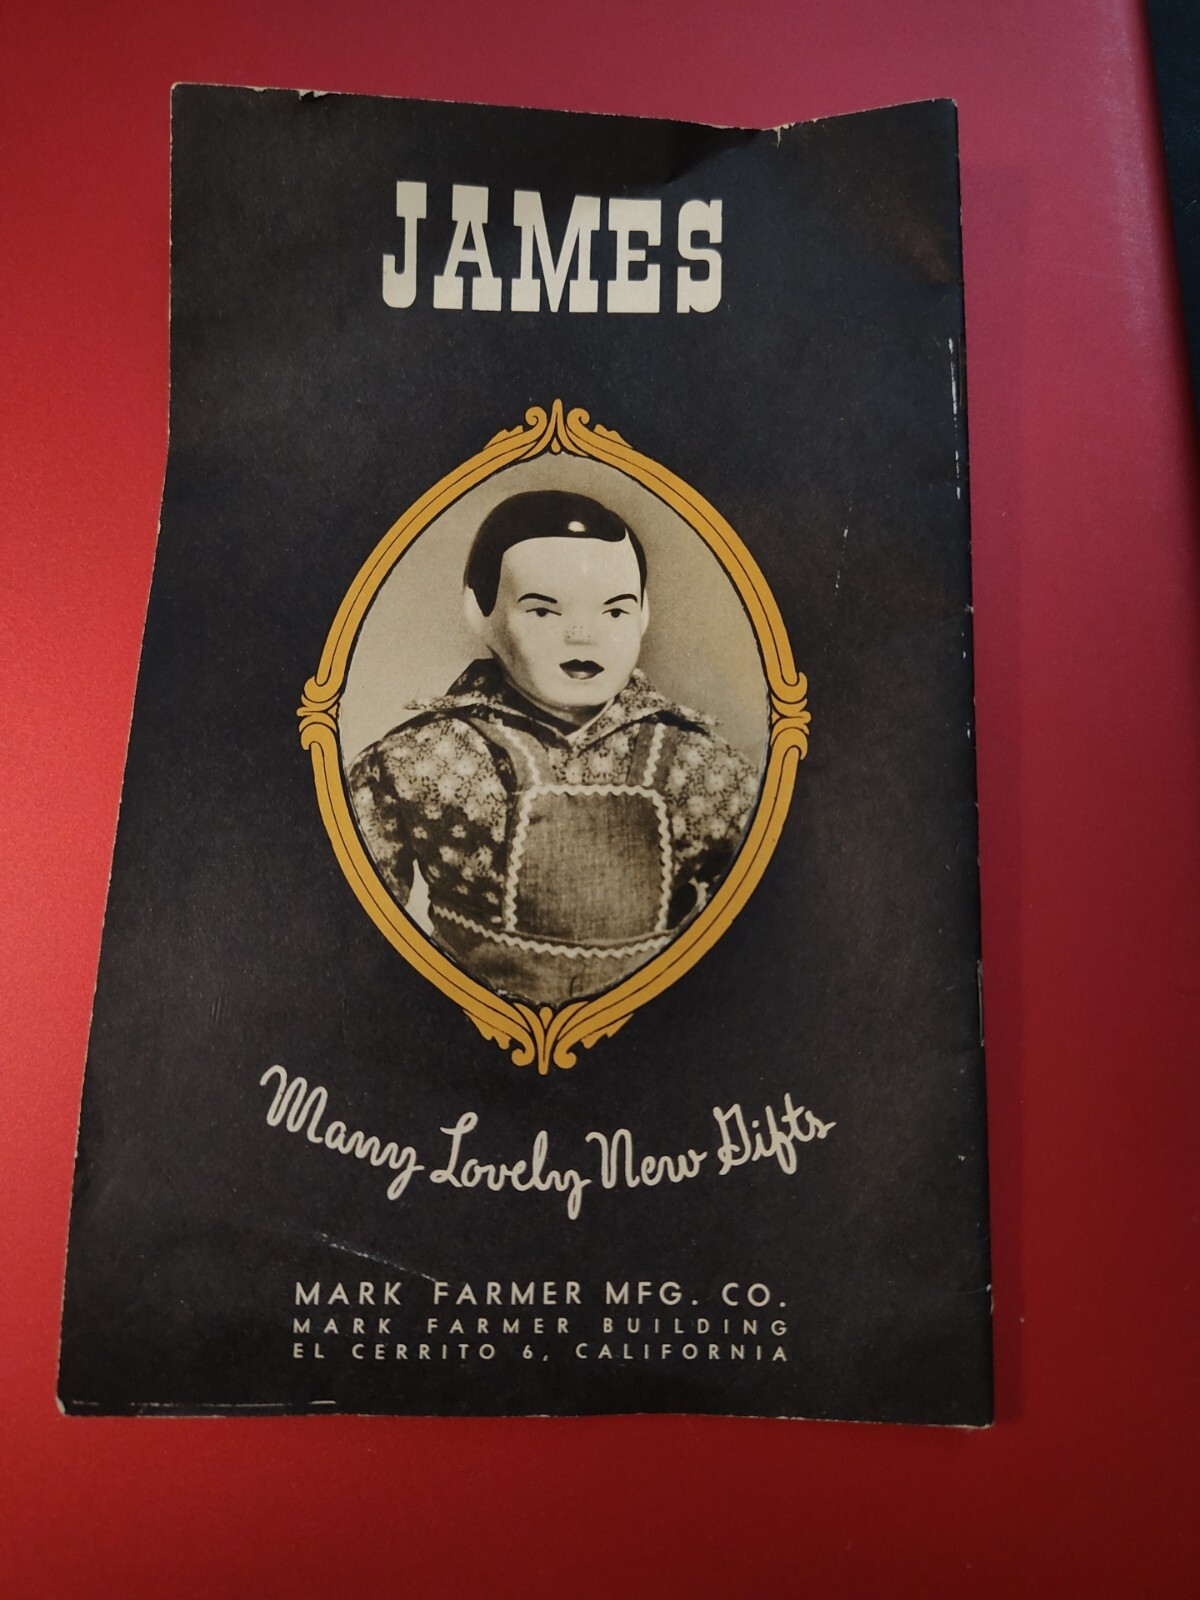 JAMES
Many Lovely New Gifts
MARK FARMER MFG. CO.
MARK FARMER BUILDING
EL CERRITO 6, CALIFORNIA